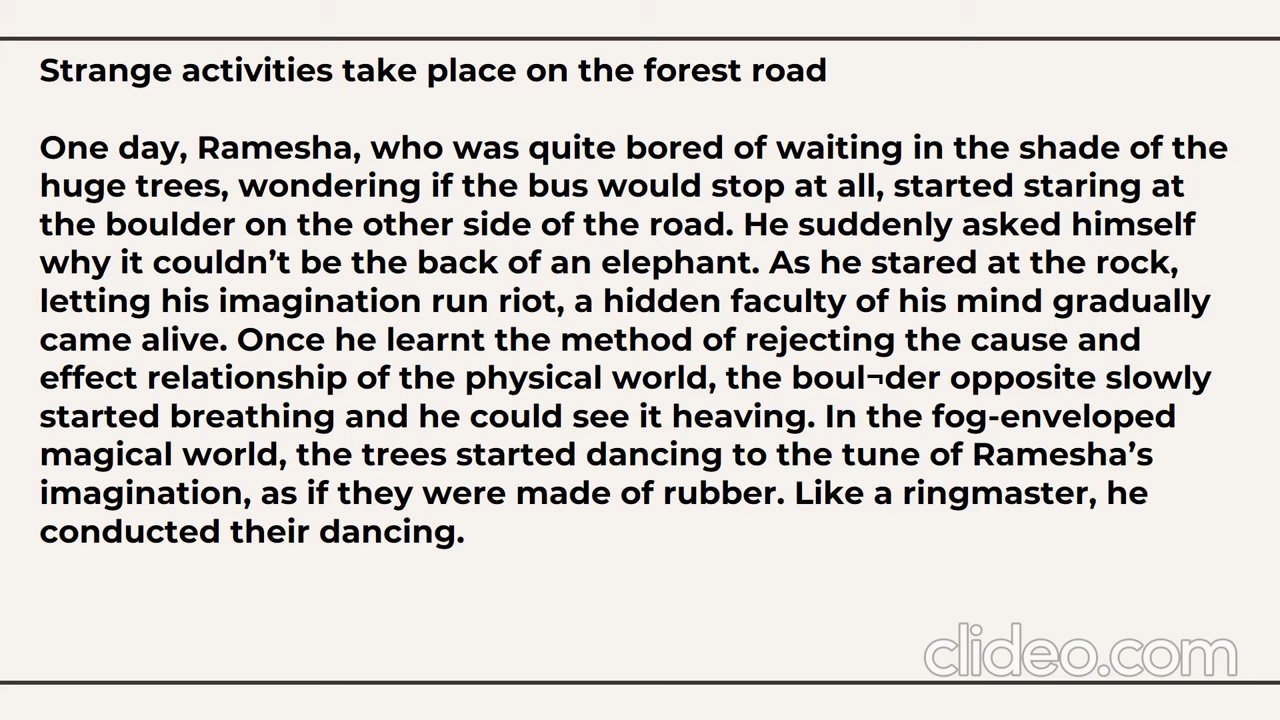 Strange activities take place on the forest road
One day, Ramesha, who was quite bored of waiting in the shade of the
huge trees, wondering if the bus would stop at all, started staring at
the boulder on the other side of the road. He suddenly asked himself
why it couldn’t be the back of an elephant. As he stared at the rock,
letting his imagination run riot, a hidden faculty of his mind gradually
came alive. Once he learnt the method of rejecting the cause and
effect relationship of the physical world, the boul¬der opposite slowly
started breathing and he could see it heaving. In the fog-enveloped
magical world, the trees started dancing to the tune of Ramesha’s
imagination, as if they were made of rubber. Like a ringmaster, he
conducted their dancing.
clideo.com